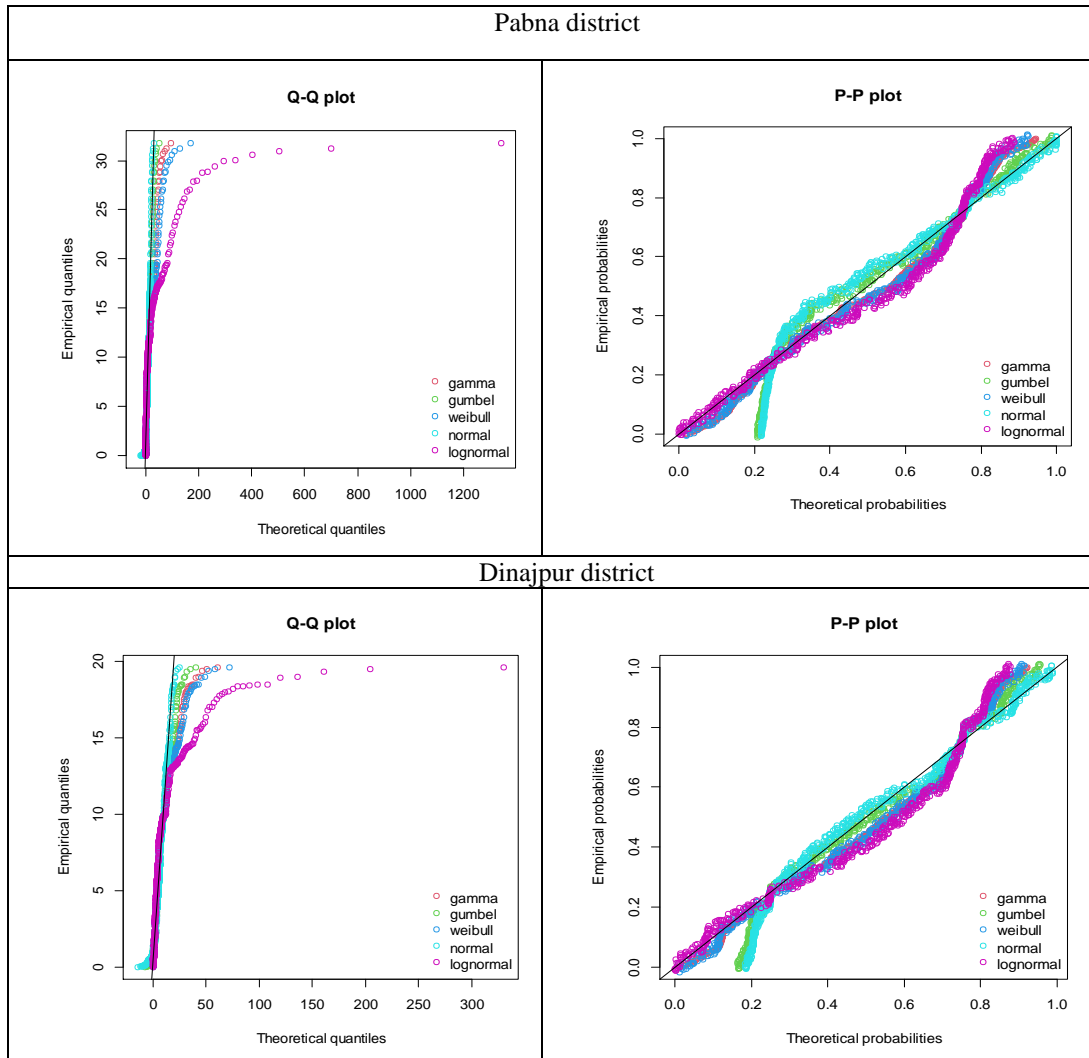 Pabna district
Q-Q plot
Empirical quantiles
30
25
20
15
10
5
0
gamma
gumbel
weibull
normal
lognormal
0 200 400 600 800 1000 1200
Theoretical quantiles
P-P plot
Empirical probabilities
1.0
0.8
0.6
0.4
0.2
0.0
gamma
gumbel
weibull
normal
lognormal
0.0 0.2 0.4 0.6 0.8 1.0
Theoretical probabilities
Dinajpur district
Q-Q plot
Empirical quantiles
20
15
10
5
0
gamma
gumbel
weibull
normal
lognormal
0 50 100 150 200 250 300
Theoretical quantiles
P-P plot
Empirical probabilities
1.0
0.8
0.6
0.4
0.2
0.0
gamma
gumbel
weibull
normal
lognormal
0.0 0.2 0.4 0.6 0.8 1.0
Theoretical probabilities